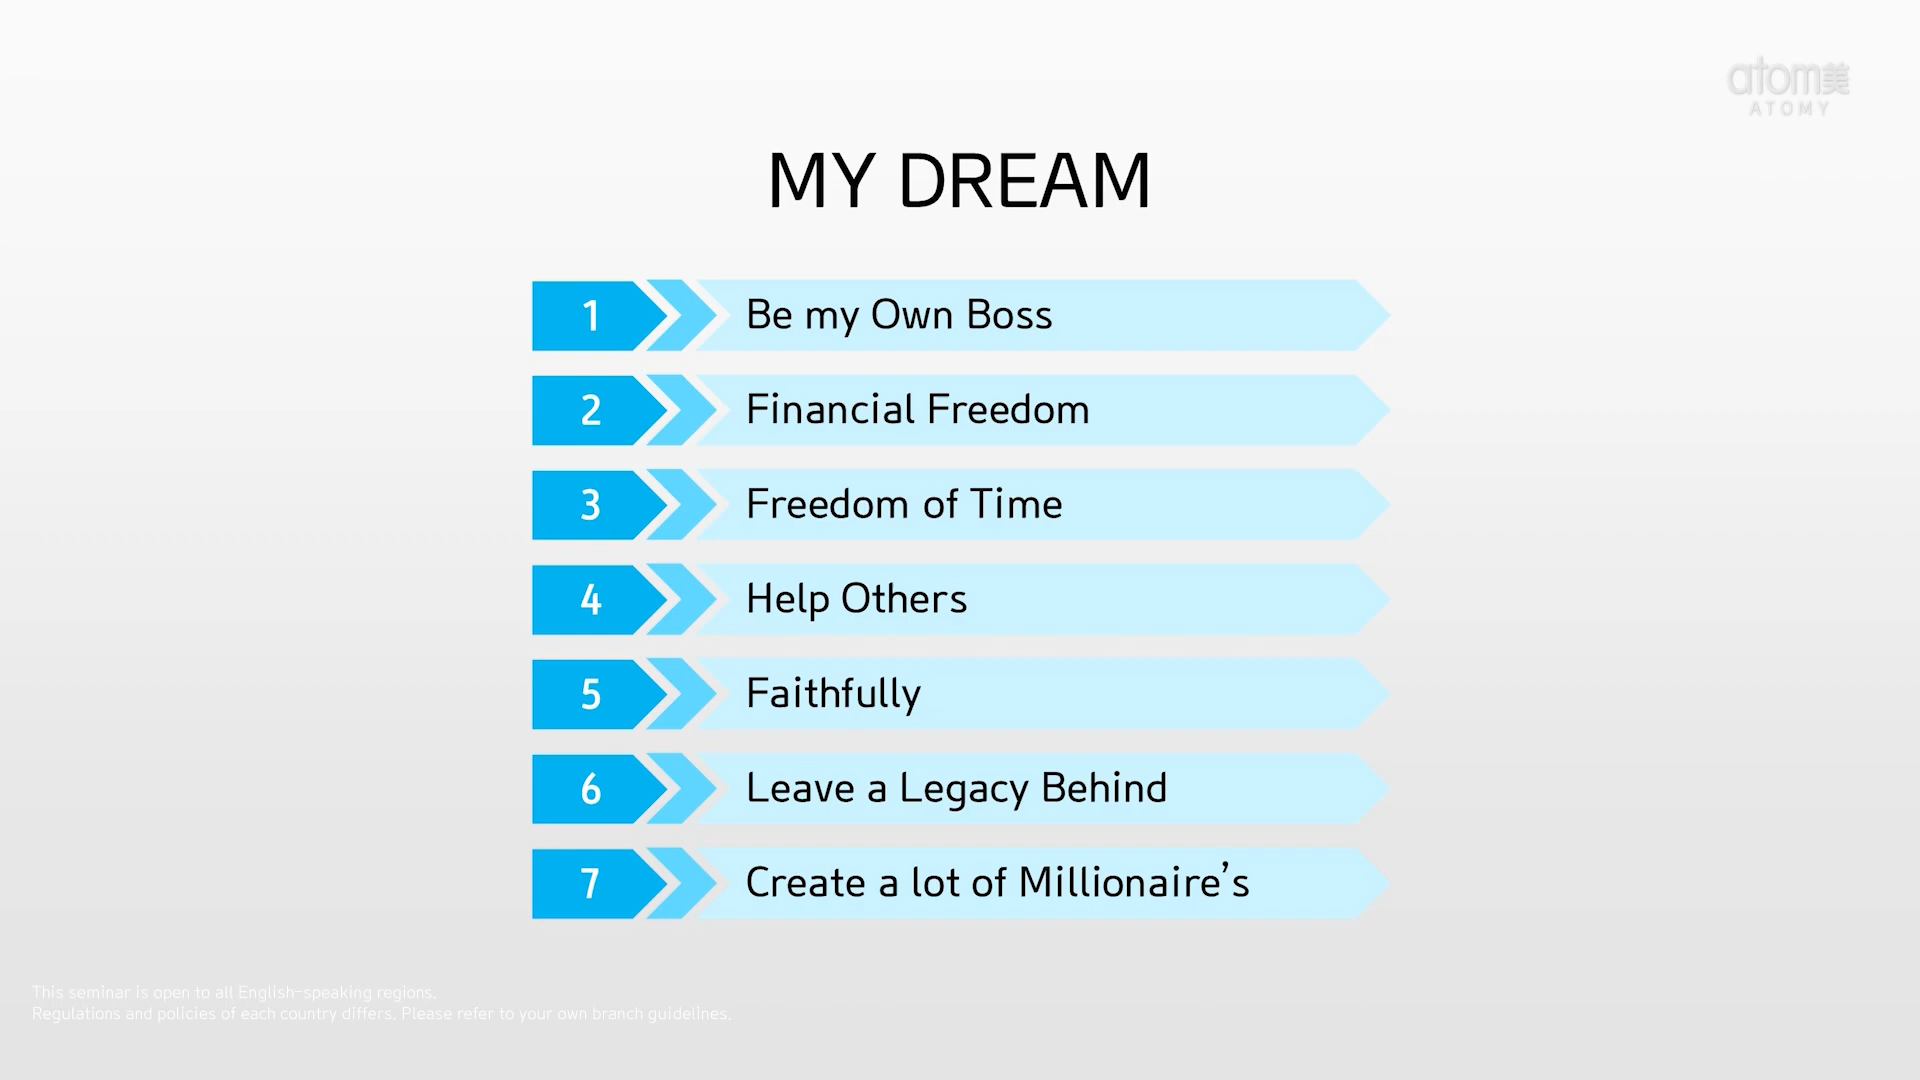 atom美
ATOMY
MY DREAM
1 Be my Own Boss
2 Financial Freedom
3 Freedom of Time
4 Help Others
5 Faithfully
6 Leave a Legacy Behind
7 Create a lot of Millionaire’s
This seminar is open to all English-speaking regions.
Regulations and policies of each country differs. Please refer to your own branch guidelines.